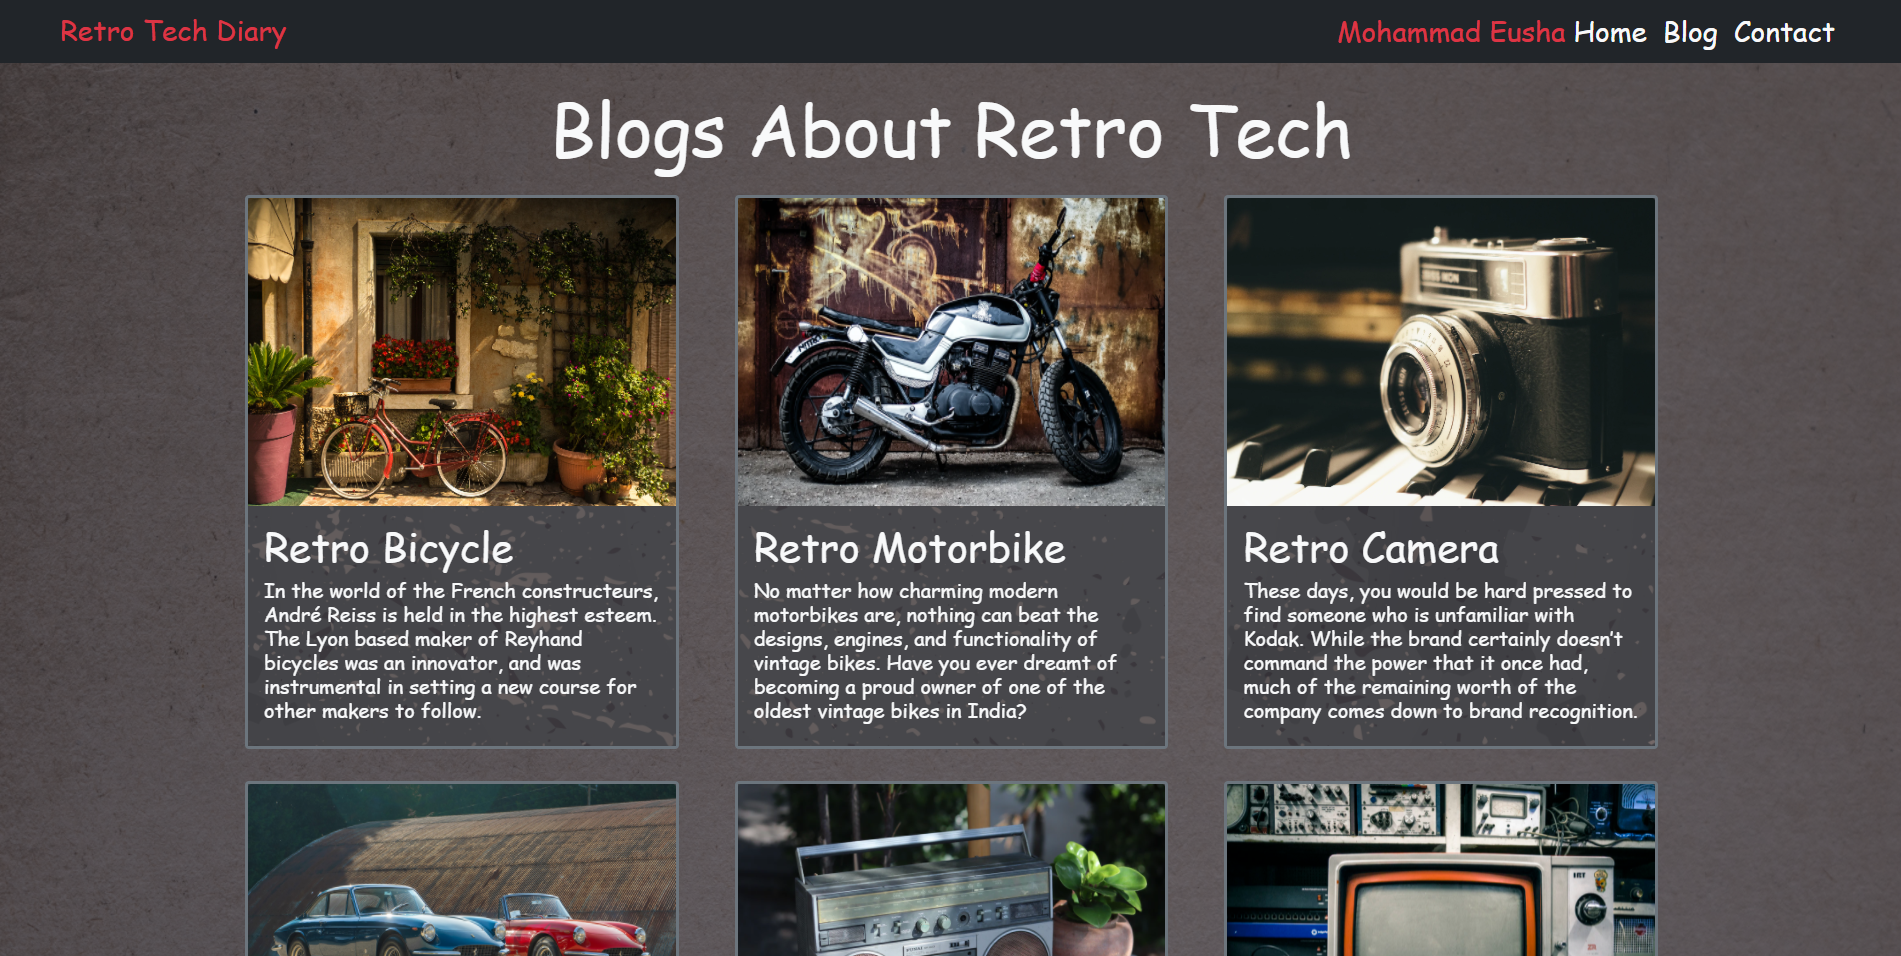 Retro Tech Diary
Mohammad Eusha Home Blog Contact
Blogs About Retro Tech
Retro Bicycle
In the world of the French constructeurs,
André Reiss is held in the highest esteem.
The Lyon based maker of Reyhand
bicycles was an innovator, and was
instrumental in setting a new course for
other makers to follow.
Retro Motorbike
No matter how charming modern
motorbikes are, nothing can beat the
designs, engines, and functionality of
vintage bikes. Have you ever dreamt of
becoming a proud owner of one of the
oldest vintage bikes in India?
Retro Camera
These days, you would be hard pressed to
find someone who is unfamiliar with
Kodak. While the brand certainly doesn't
command the power that it once had,
much of the remaining worth of the
company comes down to brand recognition.